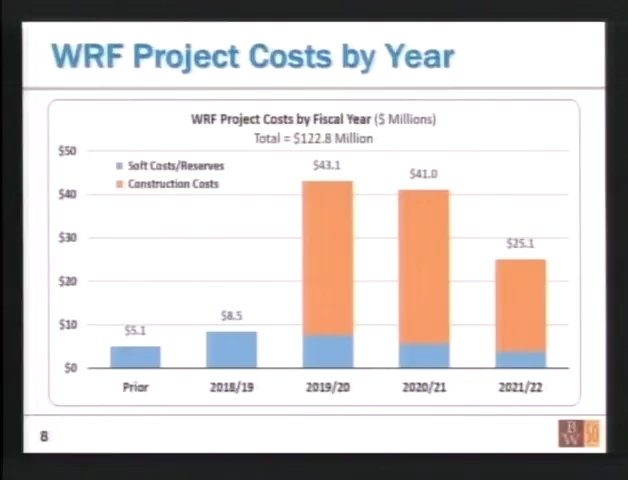 WRF Project Costs by Year
WRF Project Costs by Fiscal Year ($ Millions)
Total = $122.8 Million
$50
Soft Costs/Reserves
Construction Costs
$43.1
$41.0
$40
$30
$25.1
$20
$10
$5.1
$8.5
$0
Prior 2018/19 2019/20 2020/21 2021/22
8
B
W